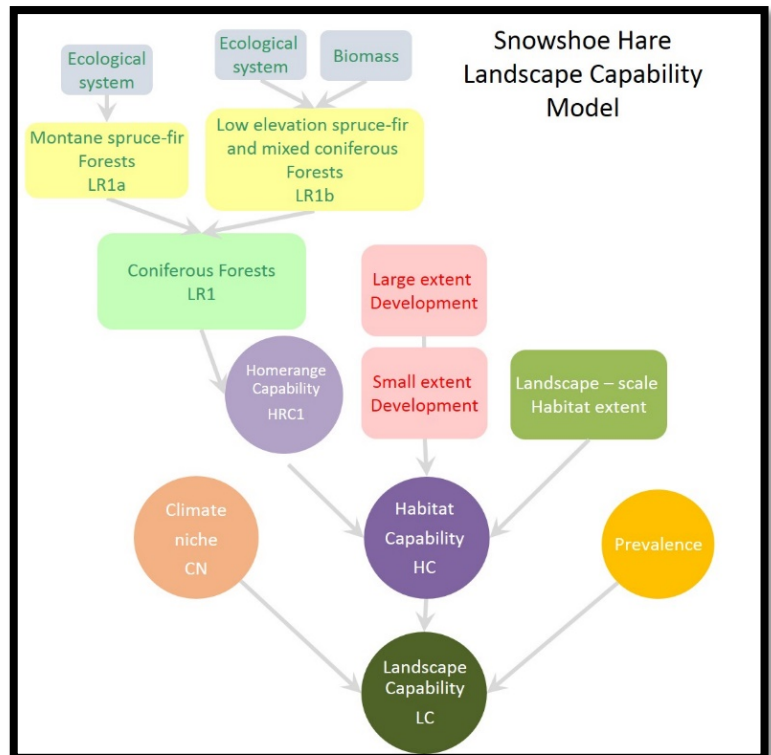 Snowshoe Hare
Landscape Capability
Model
Ecological
system
Ecological
system
Biomass
Montane spruce-fir
Forests
LR1a
Low elevation spruce-fir
and mixed coniferous
Forests
LR1b
Coniferous Forests
LR1
Large extent
Development
Homerange
Capability
HRC1
Small extent
Development
Landscape – scale
Habitat extent
Climate
niche
CN
Habitat
Capability
HC
Prevalence
Landscape
Capability
LC